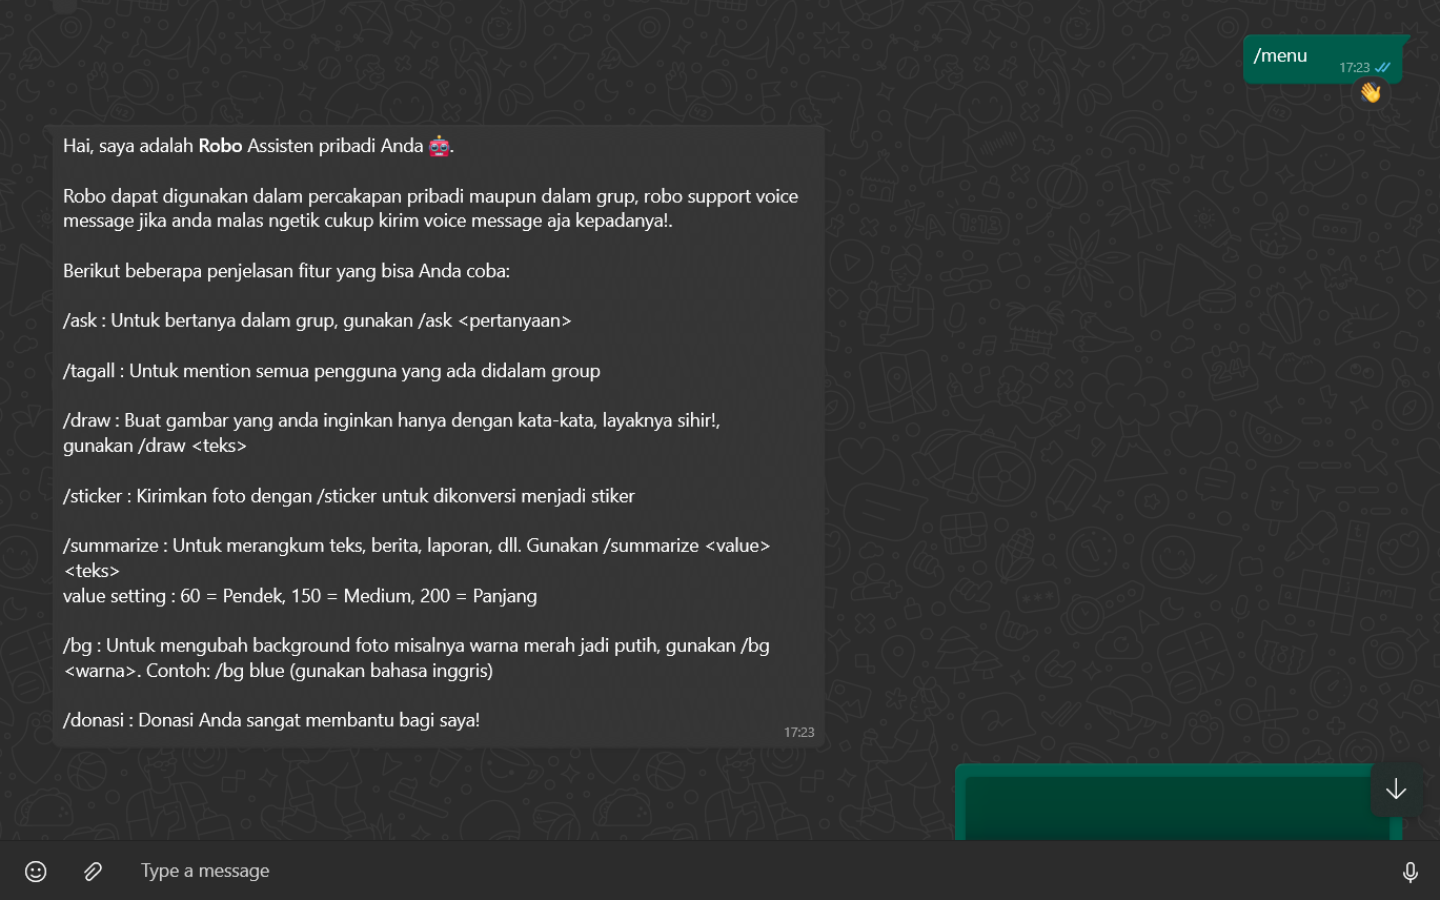 /menu
17:23
Hai, saya adalah Robo Assisten pribadi Anda 🤖.
Robo dapat digunakan dalam percakapan pribadi maupun dalam grup, robo support voice
message jika anda malas ngetik cukup kirim voice message aja kepadanya!.
Berikut beberapa penjelasan fitur yang bisa Anda coba:
/ask : Untuk bertanya dalam grup, gunakan /ask <pertanyaan>
/tagall : Untuk mention semua pengguna yang ada didalam group
/draw : Buat gambar yang anda inginkan hanya dengan kata-kata, layaknya sihir!,
gunakan /draw <teks>
/sticker : Kirimkan foto dengan /sticker untuk dikonversi menjadi stiker
/summarize : Untuk merangkum teks, berita, laporan, dll. Gunakan /summarize <value>
<teks>
value setting : 60 = Pendek, 150 = Medium, 200 = Panjang
/bg : Untuk mengubah background foto misalnya warna merah jadi putih, gunakan /bg
<warna>. Contoh: /bg blue (gunakan bahasa inggris)
/donasi : Donasi Anda sangat membantu bagi saya!
17:23
Type a message